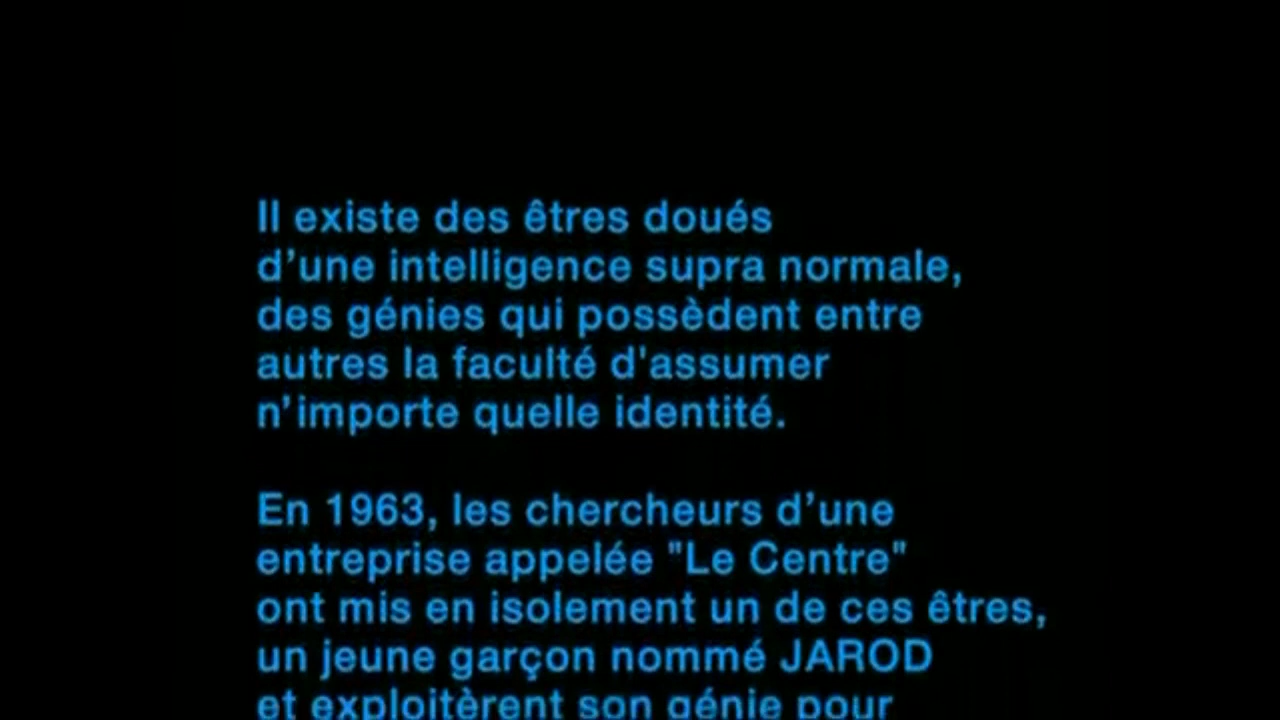 Il existe des êtres doués
d’une intelligence supra normale,
des génies qui possèdent entre
autres la faculté d'assumer
n’importe quelle identité.
En 1963, les chercheurs d’une
entreprise appelée "Le Centre"
ont mis en isolement un de ces êtres,
un jeune garçon nommé JAROD
et exploitèrent son génie pour